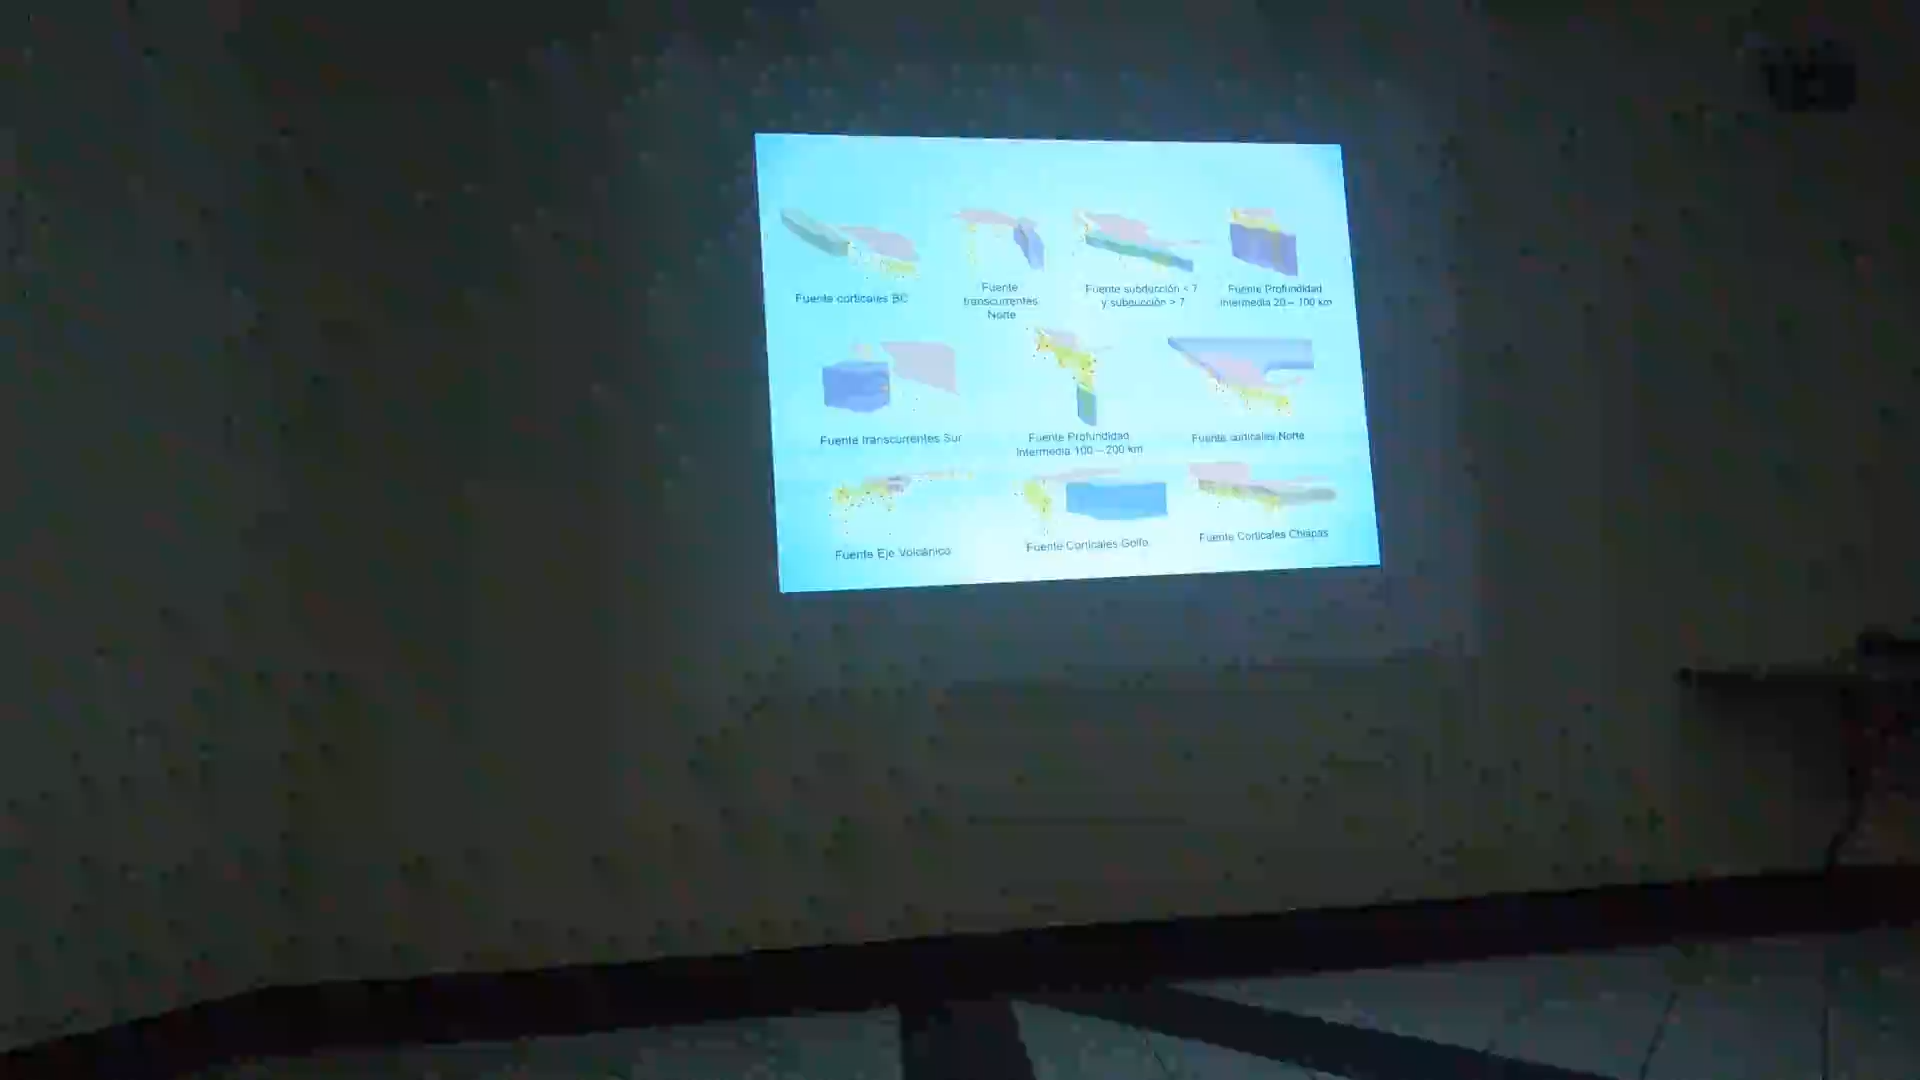 Fuente corticales BC
Fuente
transcurrentes
Norte
Fuente subducción < 7
y subducción > 7
Fuente Profundidad
Intermedia 20 – 100 km
Fuente transcurrentes Sur
Fuente Profundidad
Intermedia 100 – 200 km
Fuente corticales Norte
Fuente Eje Volcánico
Fuente Corticales Golfo
Fuente Corticales Chiapas